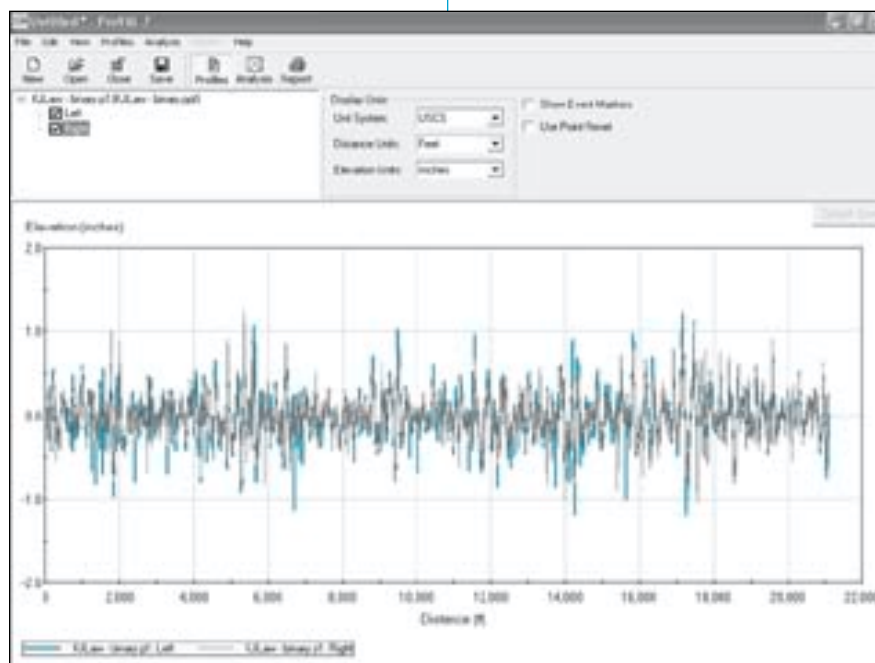 File Edit View Profiles Analysis Help
New Open Close Save Profiles Analysis Report
Left
Right
Display Units
Unit System: USCS
Distance Units: Feet
Elevation Units: Inches
Show Event Markers
Use Point Reset
Elevation (inches)
2.0
1.0
0.0
-1.0
-2.0
0 2,000 4,000 6,000 8,000 10,000 12,000 14,000 16,000 18,000 20,000 22,000
Distance (ft)
Left Right